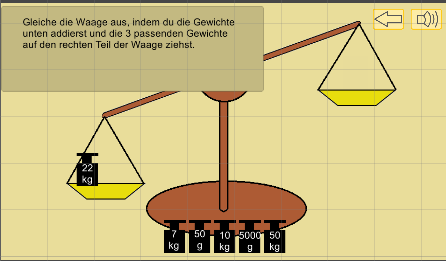 Gleiche die Waage aus, indem du die Gewichte
unten addierst und die 3 passenden Gewichte
auf den rechten Teil der Waage ziehst.
22
kg
7 50 10 5000 50
kg g kg g kg